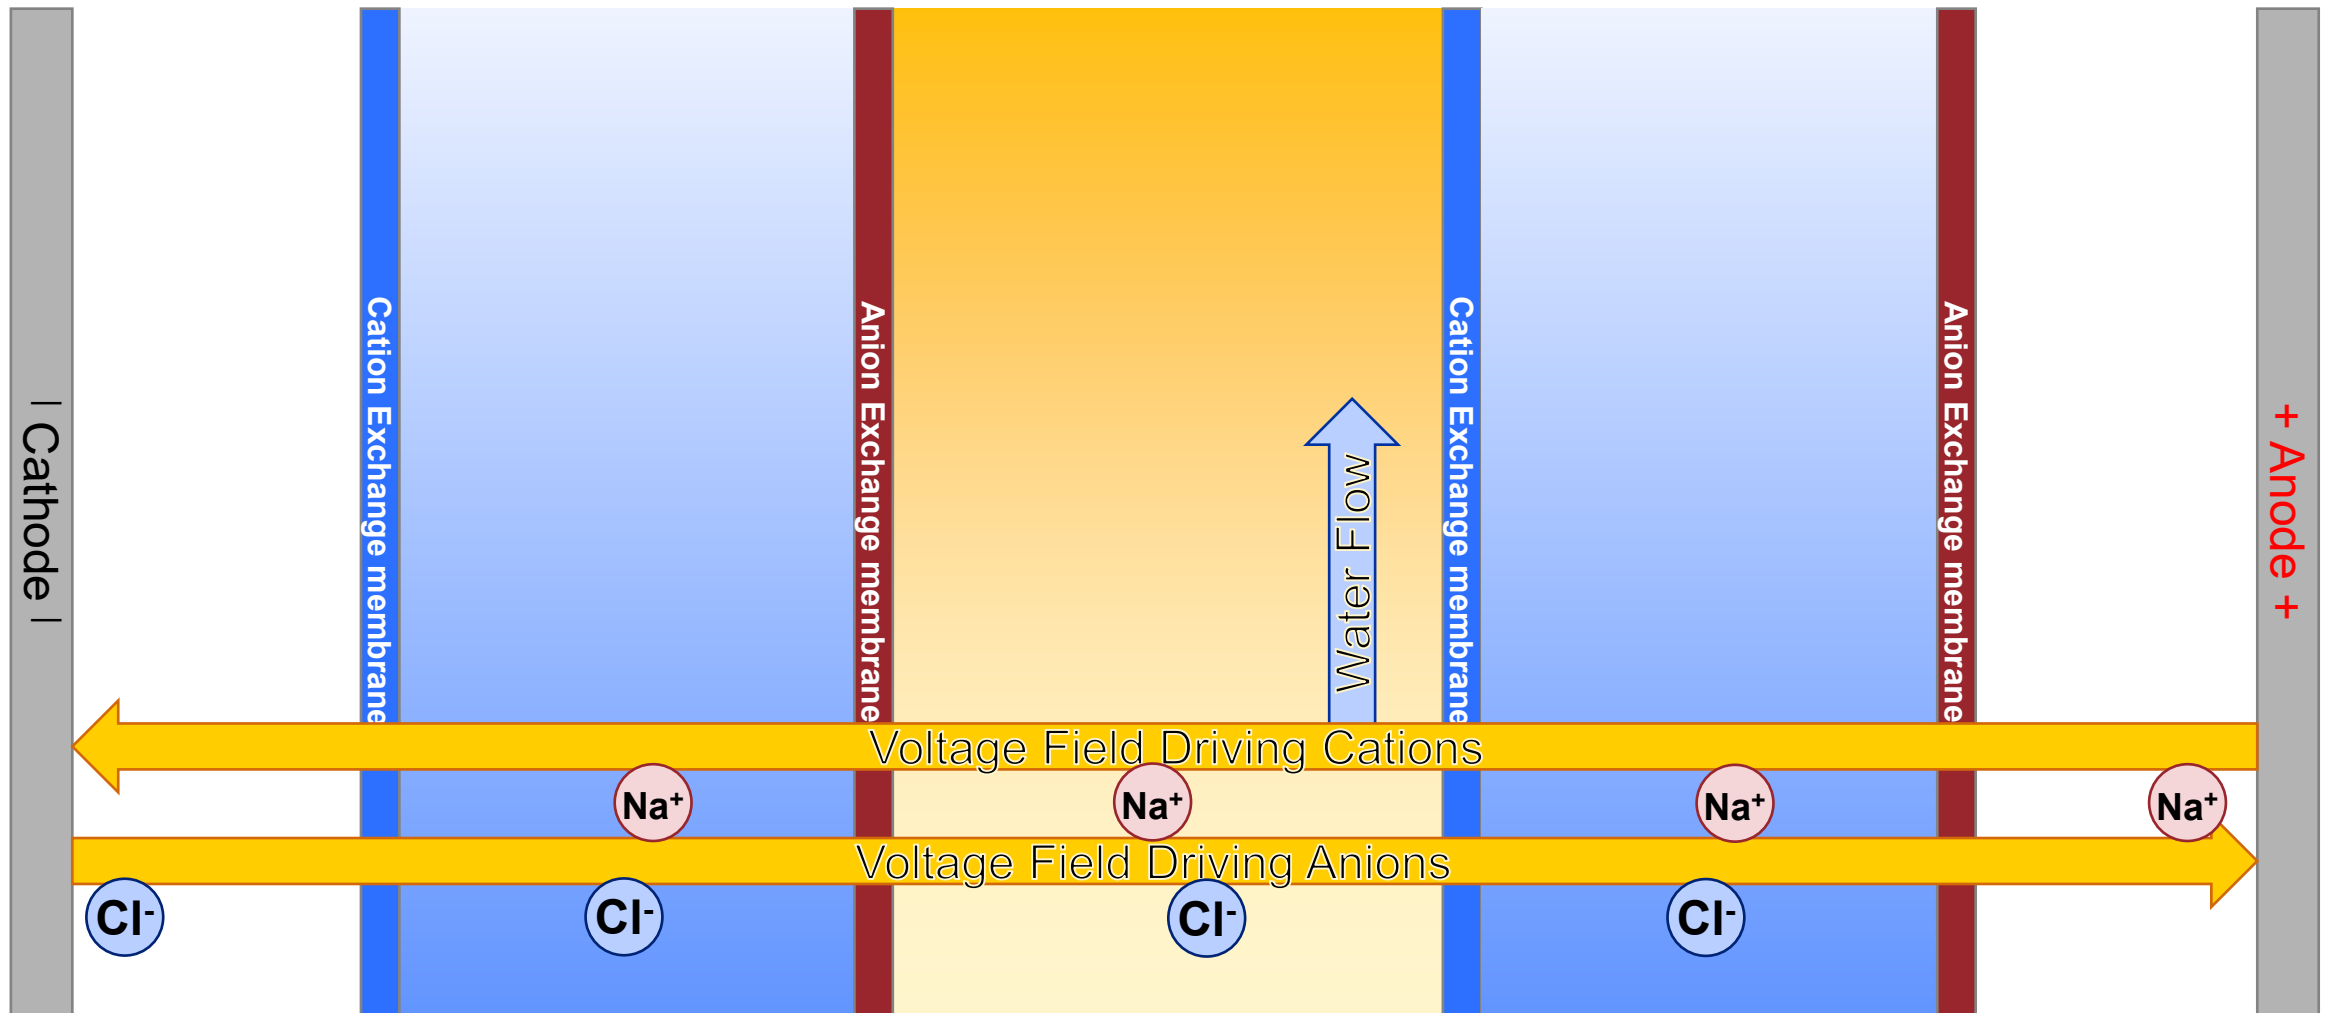 | Cathode |
Cation Exchange membrane
Anion Exchange membrane
Water Flow
Cation Exchange membrane
Anion Exchange membrane
+ Anode +
Voltage Field Driving Cations
Na⁺
Na⁺
Na⁺
Na⁺
Voltage Field Driving Anions
Cl⁻
Cl⁻
Cl⁻
Cl⁻